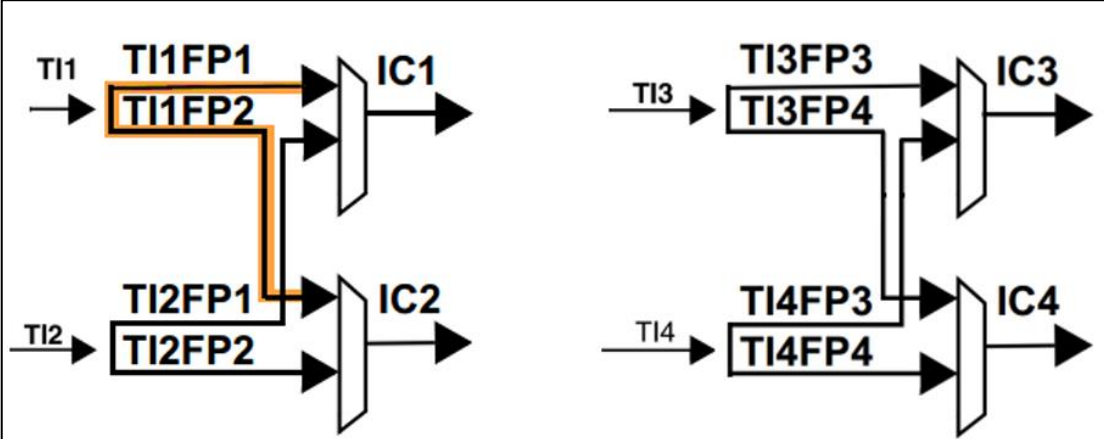 TI1
TI1FP1
TI1FP2
IC1
TI2
TI2FP1
TI2FP2
IC2
TI3
TI3FP3
TI3FP4
IC3
TI4
TI4FP3
TI4FP4
IC4